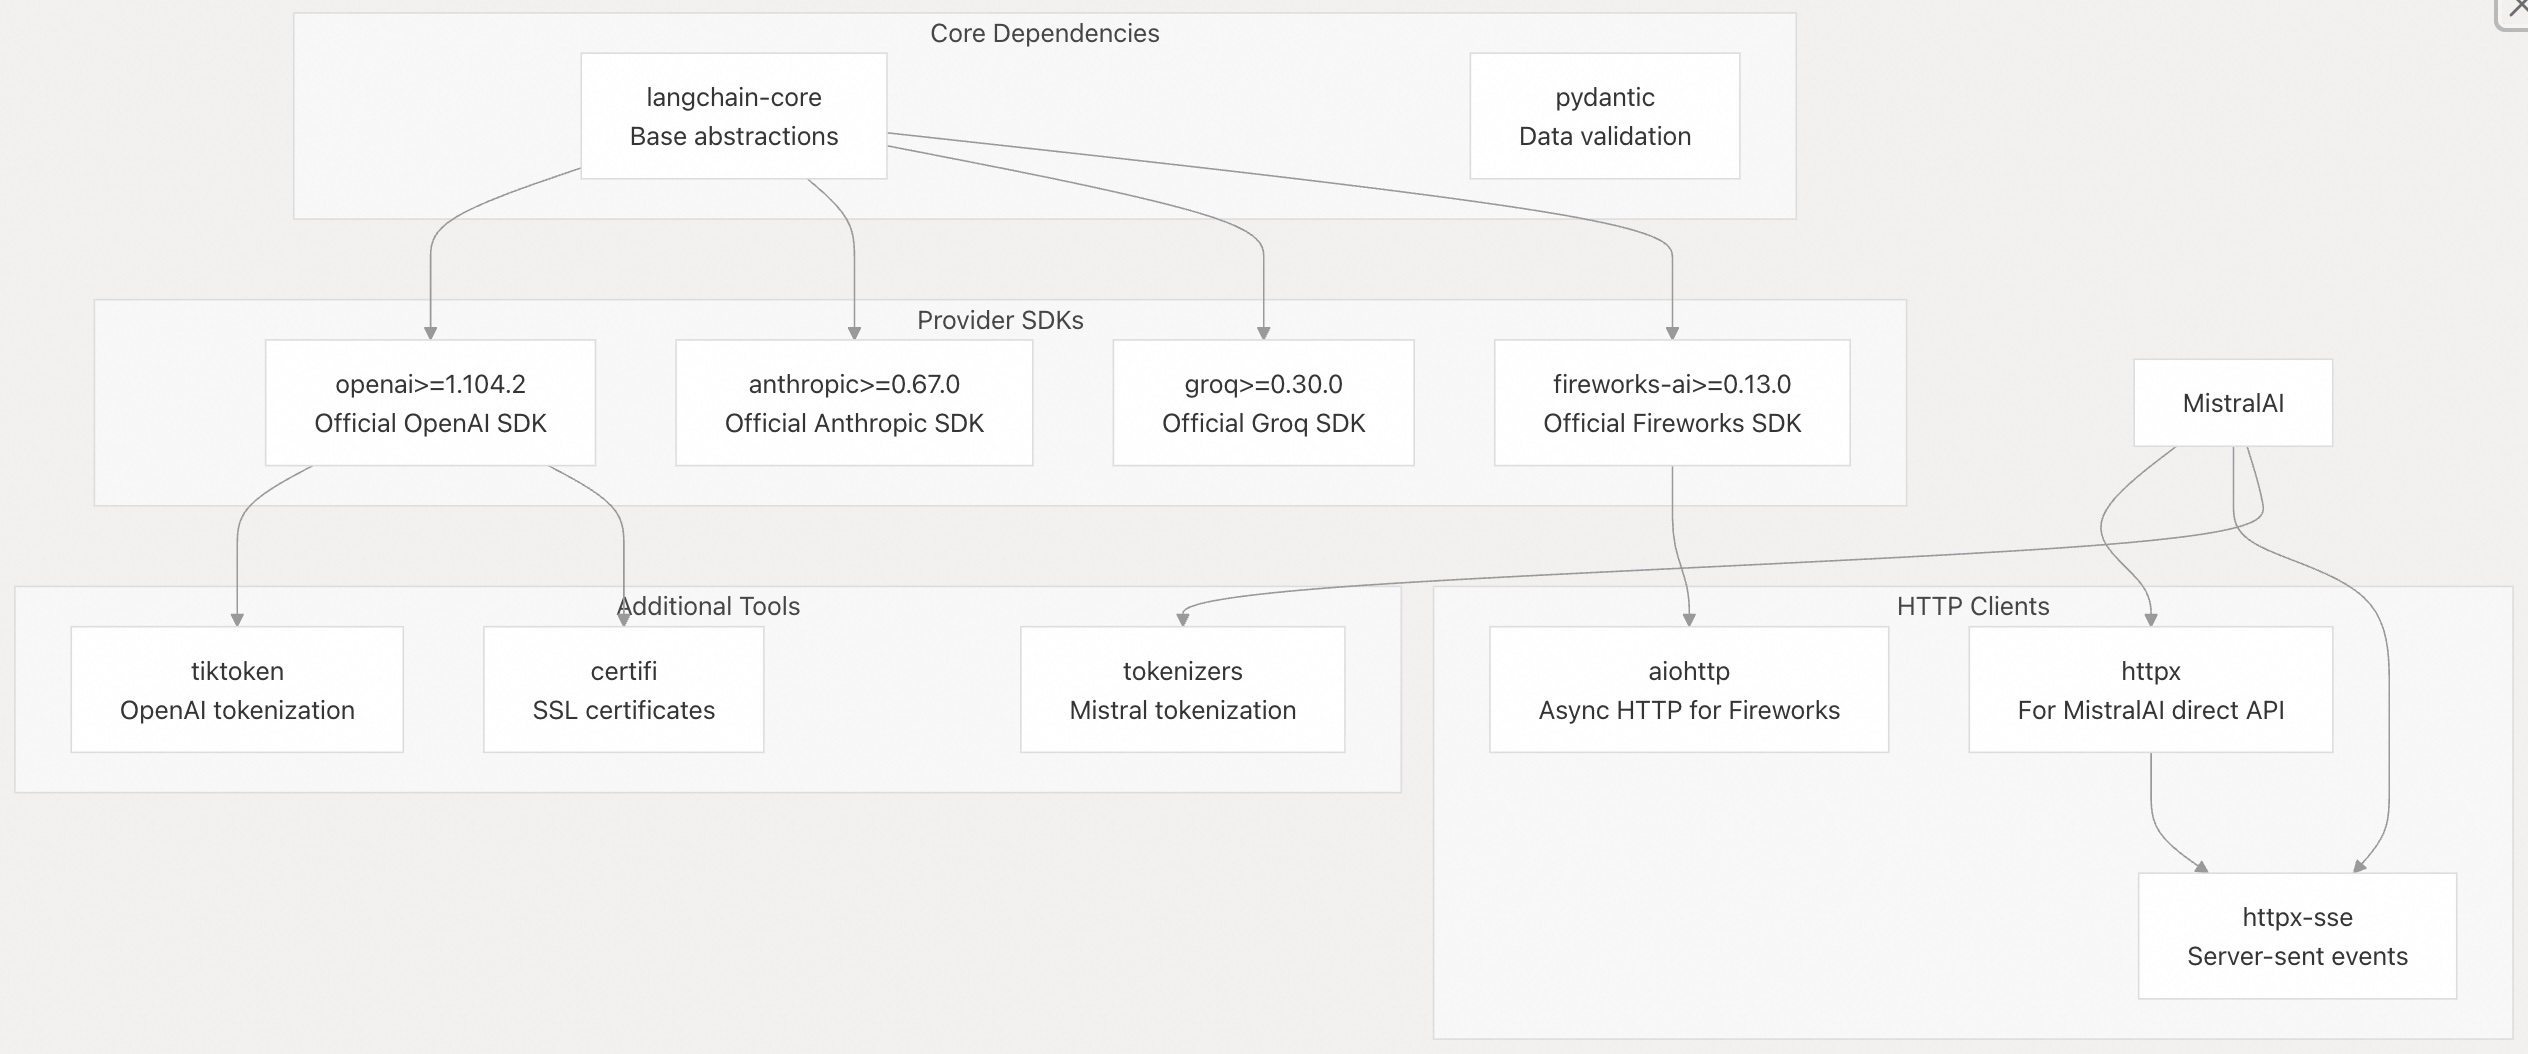 Core Dependencies
langchain-core
Base abstractions
pydantic
Data validation
Provider SDKs
openai>=1.104.2
Official OpenAI SDK
anthropic>=0.67.0
Official Anthropic SDK
groq>=0.30.0
Official Groq SDK
fireworks-ai>=0.13.0
Official Fireworks SDK
MistralAI
Additional Tools
tiktoken
OpenAI tokenization
certifi
SSL certificates
tokenizers
Mistral tokenization
HTTP Clients
aiohttp
Async HTTP for Fireworks
httpx
For MistralAI direct API
httpx-sse
Server-sent events